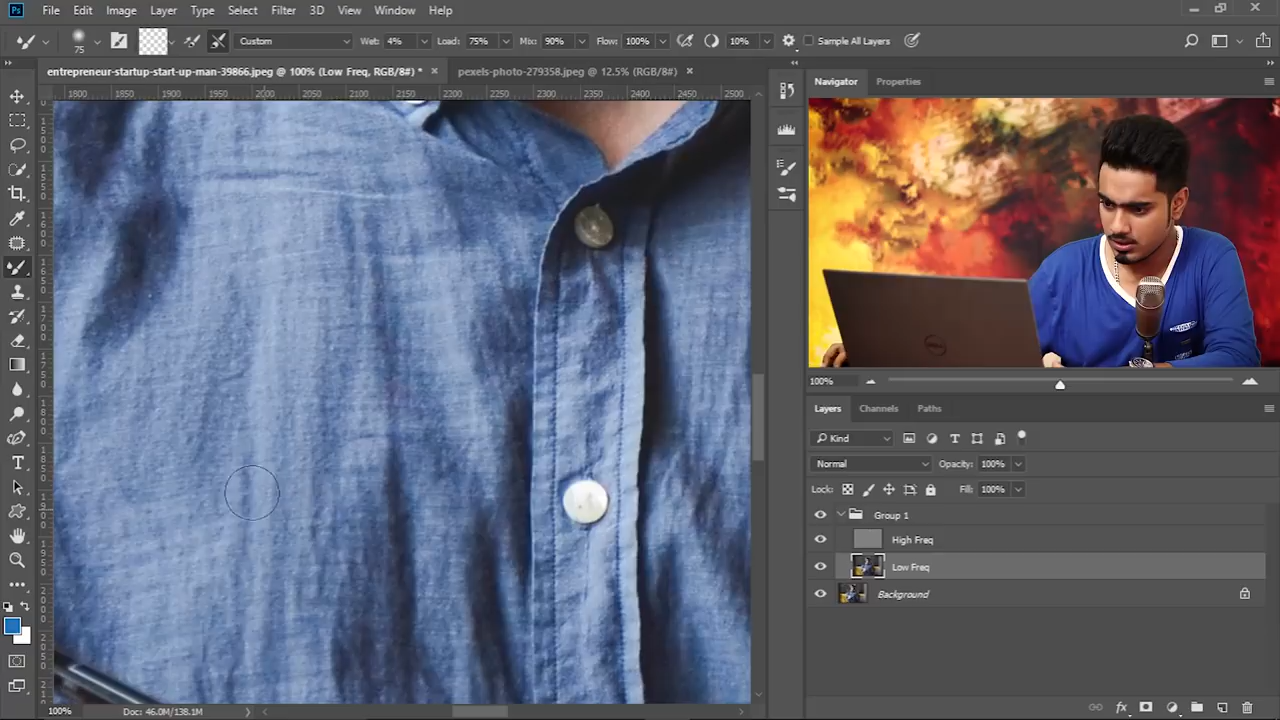 Ps File Edit Image Layer Type Select Filter 3D View Window Help
75 Custom Wet: 4% Load: 75% Mix: 90% Flow: 100% 10% Sample All Layers
entrepreneur-startup-start-up-man-39866.jpeg @ 100% (Low Freq, RGB/8#) * × pexels-photo-279358.jpeg @ 12.5% (RGB/8#) ×
1800 1850 1900 1950 2000 2050 2100 2150 2200 2250 2300 2350 2400 2450 2500
Navigator Properties
DELL
100%
Layers Channels Paths
Kind
Normal Opacity: 100%
Lock: Fill: 100%
Group 1
High Freq
Low Freq
Background
100% Doc: 46.0M/138.1M
fx